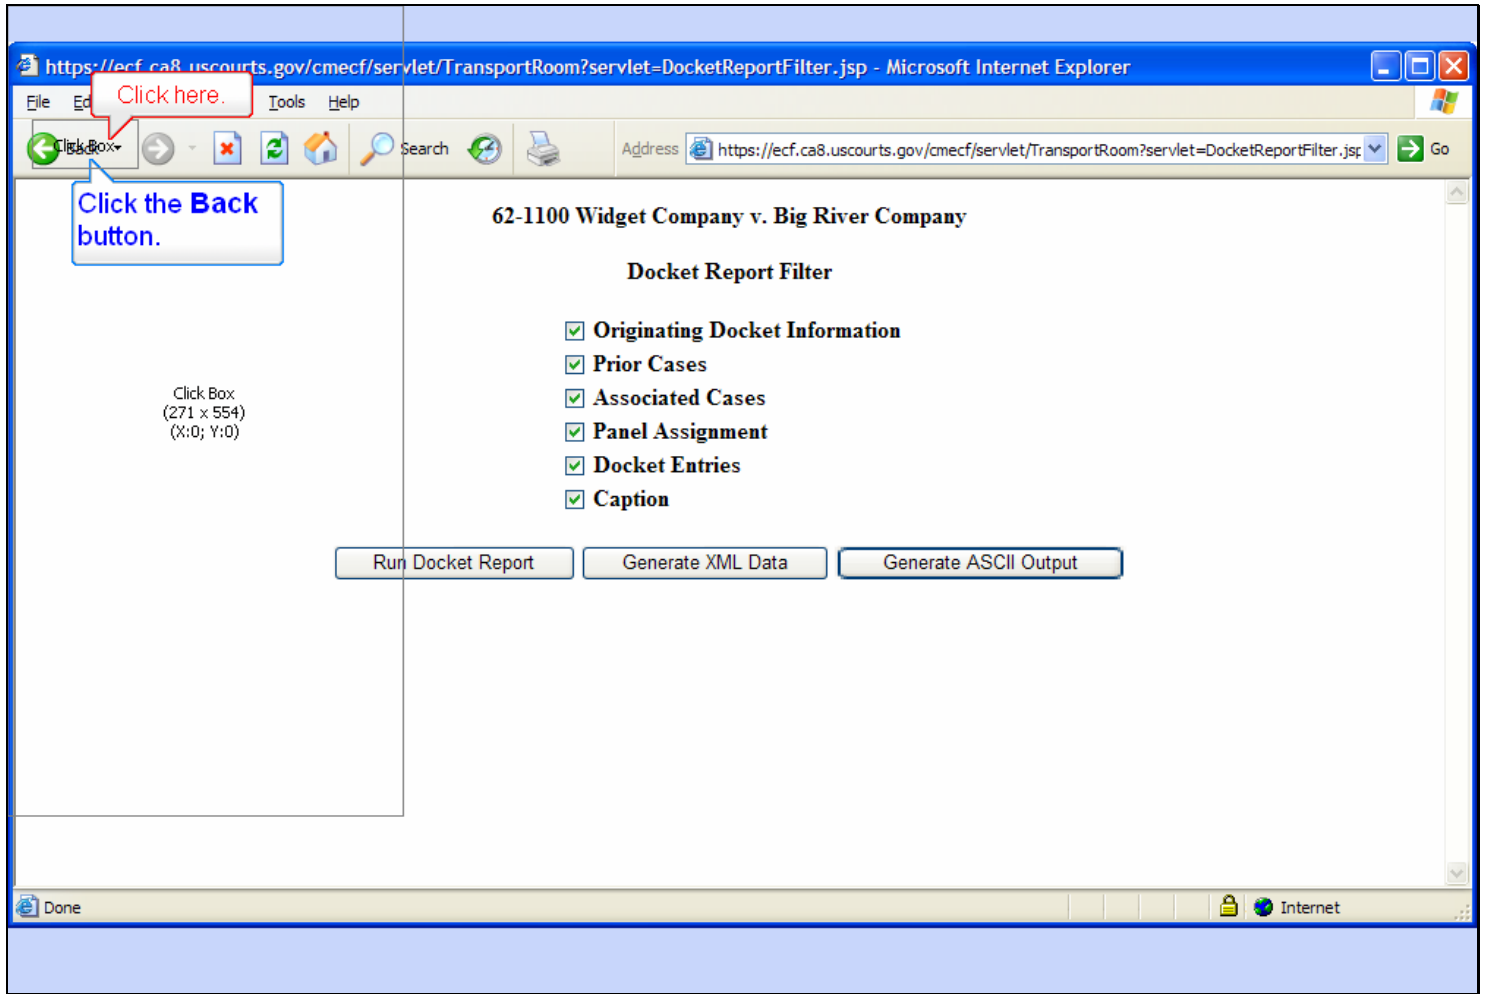 https://ecf.ca8.uscourts.gov/cmecf/servlet/TransportRoom?servlet=DocketReportFilter.jsp - Microsoft Internet Explorer
File Ed Tools Help
Click here.
Click Box
Back
Search
Address https://ecf.ca8.uscourts.gov/cmecf/servlet/TransportRoom?servlet=DocketReportFilter.jsp Go
Click the Back
button.
62-1100 Widget Company v. Big River Company
Docket Report Filter
Originating Docket Information
Prior Cases
Associated Cases
Panel Assignment
Docket Entries
Caption
Click Box
(271 x 554)
(X:0; Y:0)
Run Docket Report Generate XML Data Generate ASCII Output
Done Internet